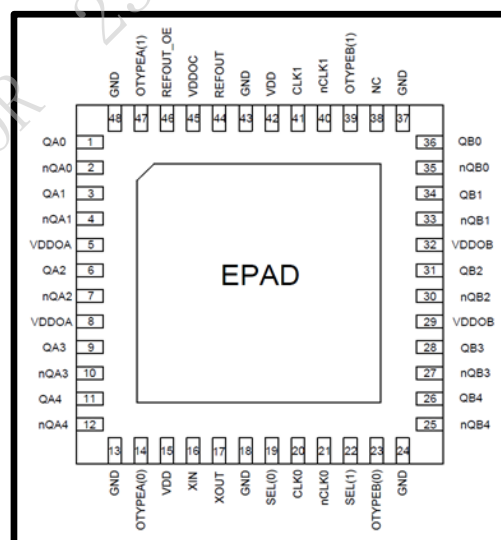 GND OTYPEA(1) REFOUT_OE VDDOC REFOUT GND VDD CLK1 nCLK1 OTYPEB(1) NC GND
48 47 46 45 44 43 42 41 40 39 38 37
QA0 1 36 QB0
nQA0 2 35 nQB0
QA1 3 34 QB1
nQA1 4 33 nQB1
VDDOA 5 32 VDDOB
QA2 6 31 QB2
nQA2 7 30 nQB2
VDDOA 8 29 VDDOB
QA3 9 28 QB3
nQA3 10 27 nQB3
QA4 11 26 QB4
nQA4 12 25 nQB4
EPAD
13 14 15 16 17 18 19 20 21 22 23 24
GND OTYPEA(0) VDD XIN XOUT GND SEL(0) CLK0 nCLK0 SEL(1) OTYPEB(0) GND